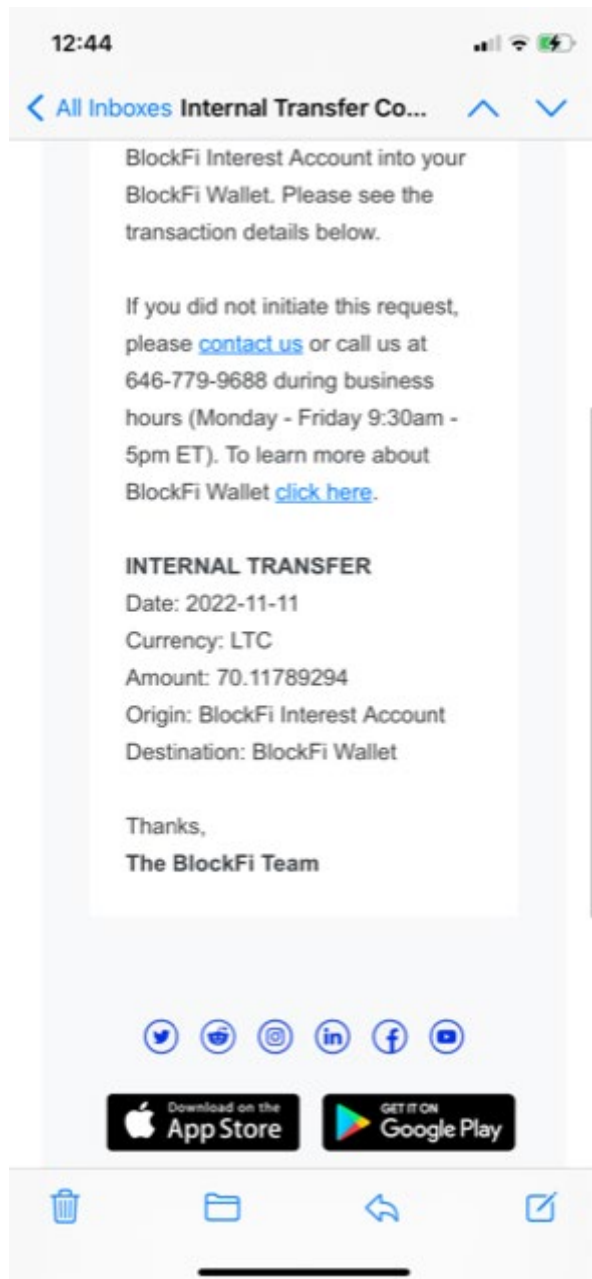 12:44
All Inboxes Internal Transfer Co...
BlockFi Interest Account into your
BlockFi Wallet. Please see the
transaction details below.
If you did not initiate this request,
please contact us or call us at
646-779-9688 during business
hours (Monday - Friday 9:30am -
5pm ET). To learn more about
BlockFi Wallet click here.
INTERNAL TRANSFER
Date: 2022-11-11
Currency: LTC
Amount: 70.11789294
Origin: BlockFi Interest Account
Destination: BlockFi Wallet
Thanks,
The BlockFi Team
in
Download on the
App Store
GET IT ON
Google Play